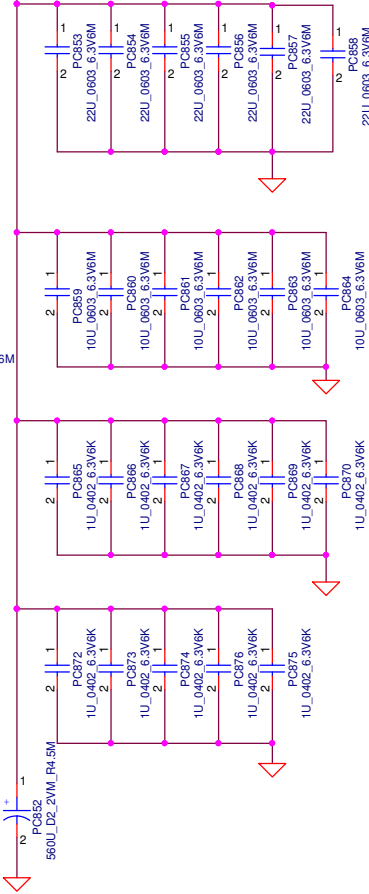 1
2
PC853
22U_0603_6.3V6M
1
2
PC854
22U_0603_6.3V6M
1
2
PC855
22U_0603_6.3V6M
1
2
PC856
22U_0603_6.3V6M
1
2
PC857
22U_0603_6.3V6M
1
2
PC858
22U_0603_6.3V6M
1
2
PC859
10U_0603_6.3V6M
1
2
PC860
10U_0603_6.3V6M
1
2
PC861
10U_0603_6.3V6M
1
2
PC862
10U_0603_6.3V6M
1
2
PC863
10U_0603_6.3V6M
1
2
PC864
10U_0603_6.3V6M
6M
1
2
PC865
1U_0402_6.3V6K
1
2
PC866
1U_0402_6.3V6K
1
2
PC867
1U_0402_6.3V6K
1
2
PC868
1U_0402_6.3V6K
1
2
PC869
1U_0402_6.3V6K
1
2
PC870
1U_0402_6.3V6K
1
2
PC872
1U_0402_6.3V6K
1
2
PC873
1U_0402_6.3V6K
1
2
PC874
1U_0402_6.3V6K
1
2
PC876
1U_0402_6.3V6K
1
2
PC875
1U_0402_6.3V6K
1
+
2
PC852
560U_D2_2VM_R4.5M